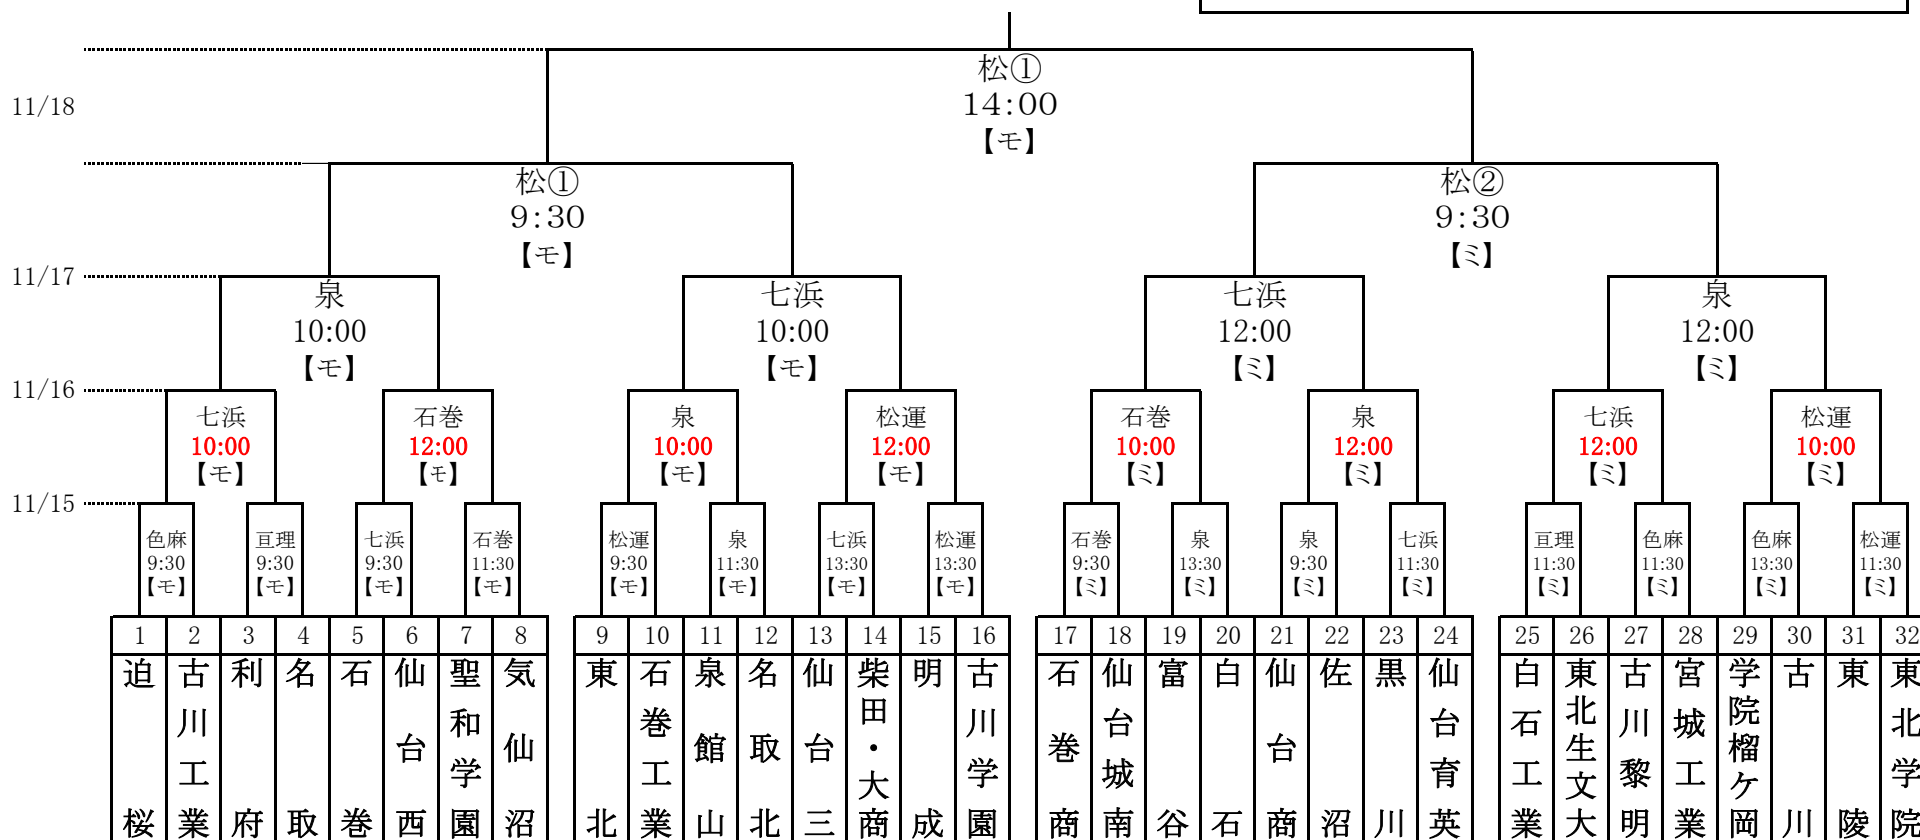 松①
14:00
【モ】
11/18
松①
9:30
【モ】
松②
9:30
【ミ】
11/17
泉
10:00
【モ】
七浜
10:00
【モ】
七浜
12:00
【ミ】
泉
12:00
【ミ】
11/16
七浜
10:00
【モ】
石巻
12:00
【モ】
泉
10:00
【モ】
松運
12:00
【モ】
石巻
10:00
【ミ】
泉
12:00
【ミ】
七浜
12:00
【ミ】
松運
10:00
【ミ】
11/15
色麻
9:30
【モ】
亘理
9:30
【モ】
七浜
9:30
【モ】
石巻
11:30
【モ】
松運
9:30
【モ】
泉
11:30
【モ】
七浜
13:30
【モ】
松運
13:30
【モ】
石巻
9:30
【ミ】
泉
13:30
【ミ】
泉
9:30
【ミ】
七浜
11:30
【ミ】
亘理
11:30
【ミ】
色麻
11:30
【ミ】
色麻
13:30
【ミ】
松運
11:30
【ミ】
1 2 3 4 5 6 7 8 9 10 11 12 13 14 15 16 17 18 19 20 21 22 23 24 25 26 27 28 29 30 31 32
迫桜
古川工業
利府
名取
石巻
仙台西
聖和学園
気仙沼
東北
石巻工業
泉館山
名取北
仙台三
柴田・大商
明成
古川学園
石巻商
仙台城南
富谷
白石
仙台商
佐沼
黒川
仙台育英
白石工業
東北生文大
古川黎明
宮城工業
学院榴ケ岡
古川
東陵
東北学院